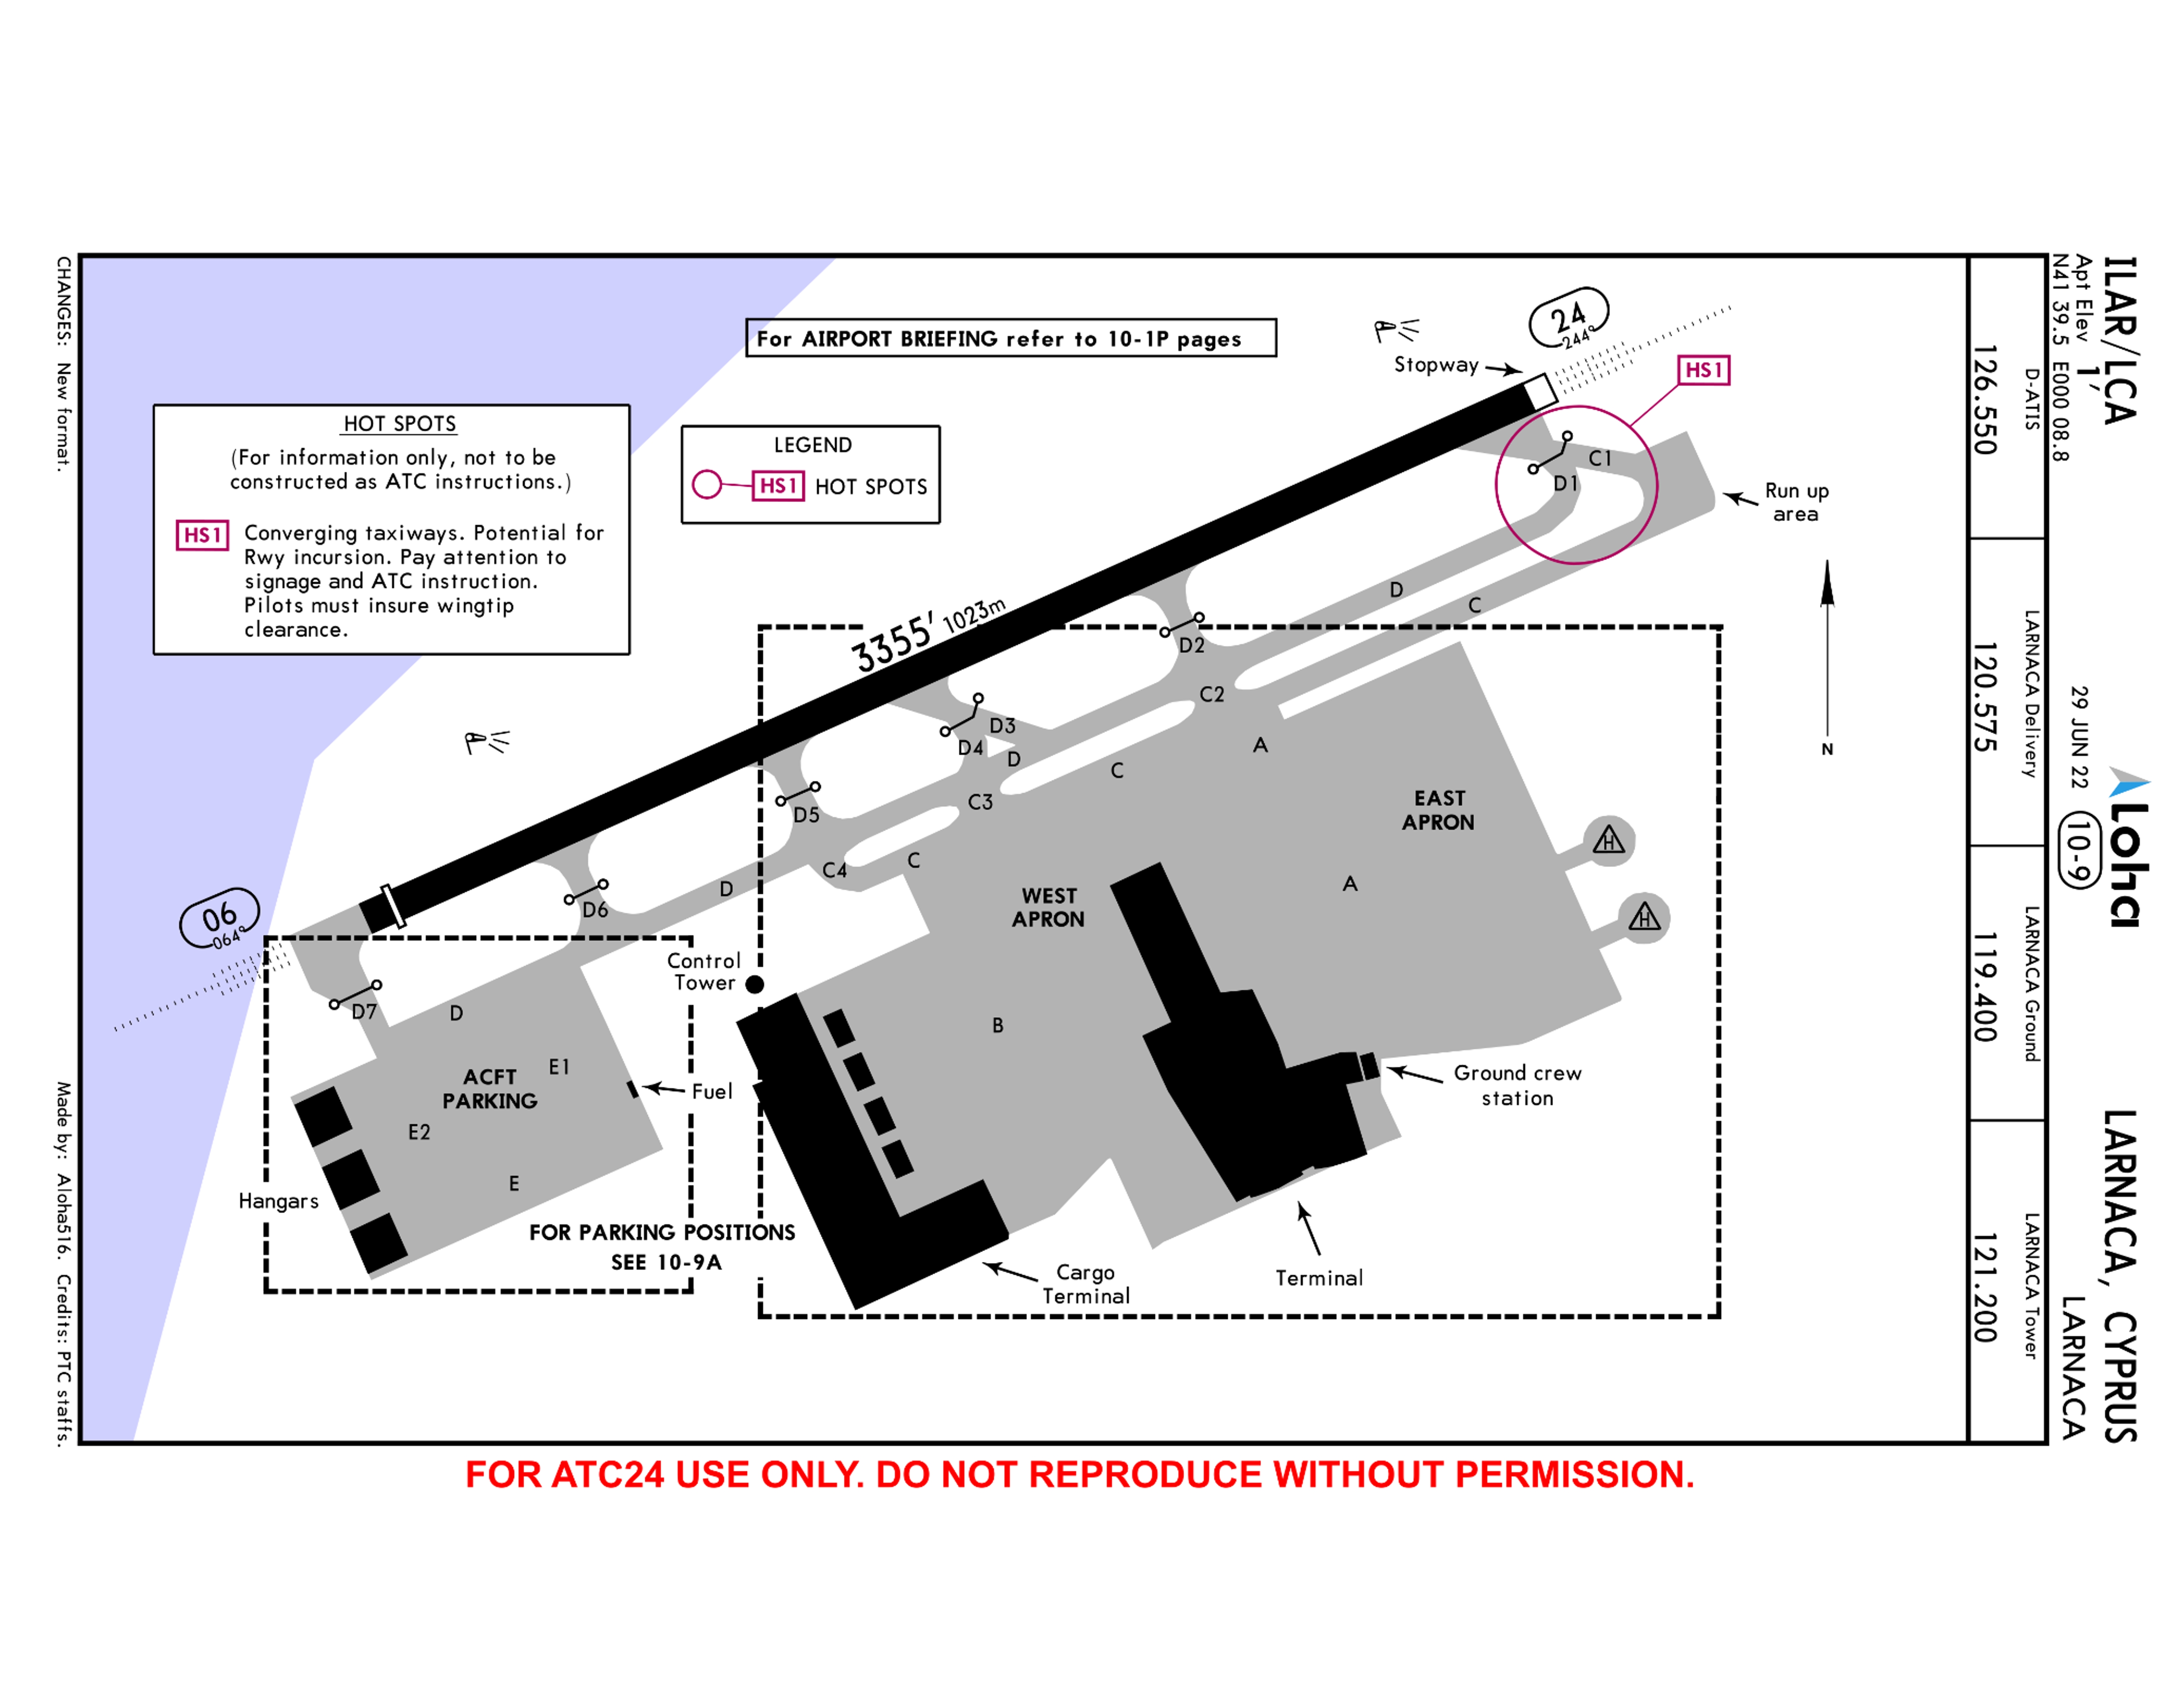 ILAR/LCA
Apt Elev 1'
N41 39.5 E000 08.8
29 JUN 22
10-9
Loha
LARNACA, CYPRUS
LARNACA
D-ATIS
126.550
LARNACA Delivery
120.575
LARNACA Ground
119.400
LARNACA Tower
121.200
For AIRPORT BRIEFING refer to 10-1P pages
24
244°
Stopway
HS1
HOT SPOTS
(For information only, not to be
constructed as ATC instructions.)
HS1 Converging taxiways. Potential for
Rwy incursion. Pay attention to
signage and ATC instruction.
Pilots must insure wingtip
clearance.
LEGEND
HS1 HOT SPOTS
C1
D1
Run up
area
D
C
3355' 1023m
D2
C2
D3
D4
D
A
C
N
C3
D5
EAST
APRON
H
C4
C
D
A
WEST
APRON
H
D6
06
064°
Control
Tower
D7
D
B
E1
ACFT
PARKING
Fuel
Ground crew
station
E2
E
Hangars
FOR PARKING POSITIONS
SEE 10-9A
Cargo
Terminal
Terminal
CHANGES: New format.
Made by: Aloha516. Credits: PTC staffs.
FOR ATC24 USE ONLY. DO NOT REPRODUCE WITHOUT PERMISSION.